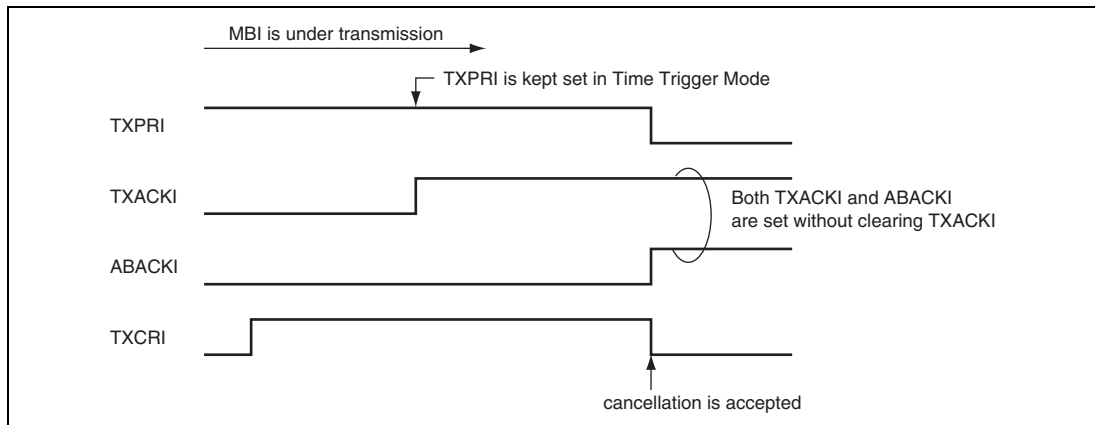 MBI is under transmission
TXPRI is kept set in Time Trigger Mode
TXPRI
TXACKI
Both TXACKI and ABACKI
are set without clearing TXACKI
ABACKI
TXCRI
cancellation is accepted